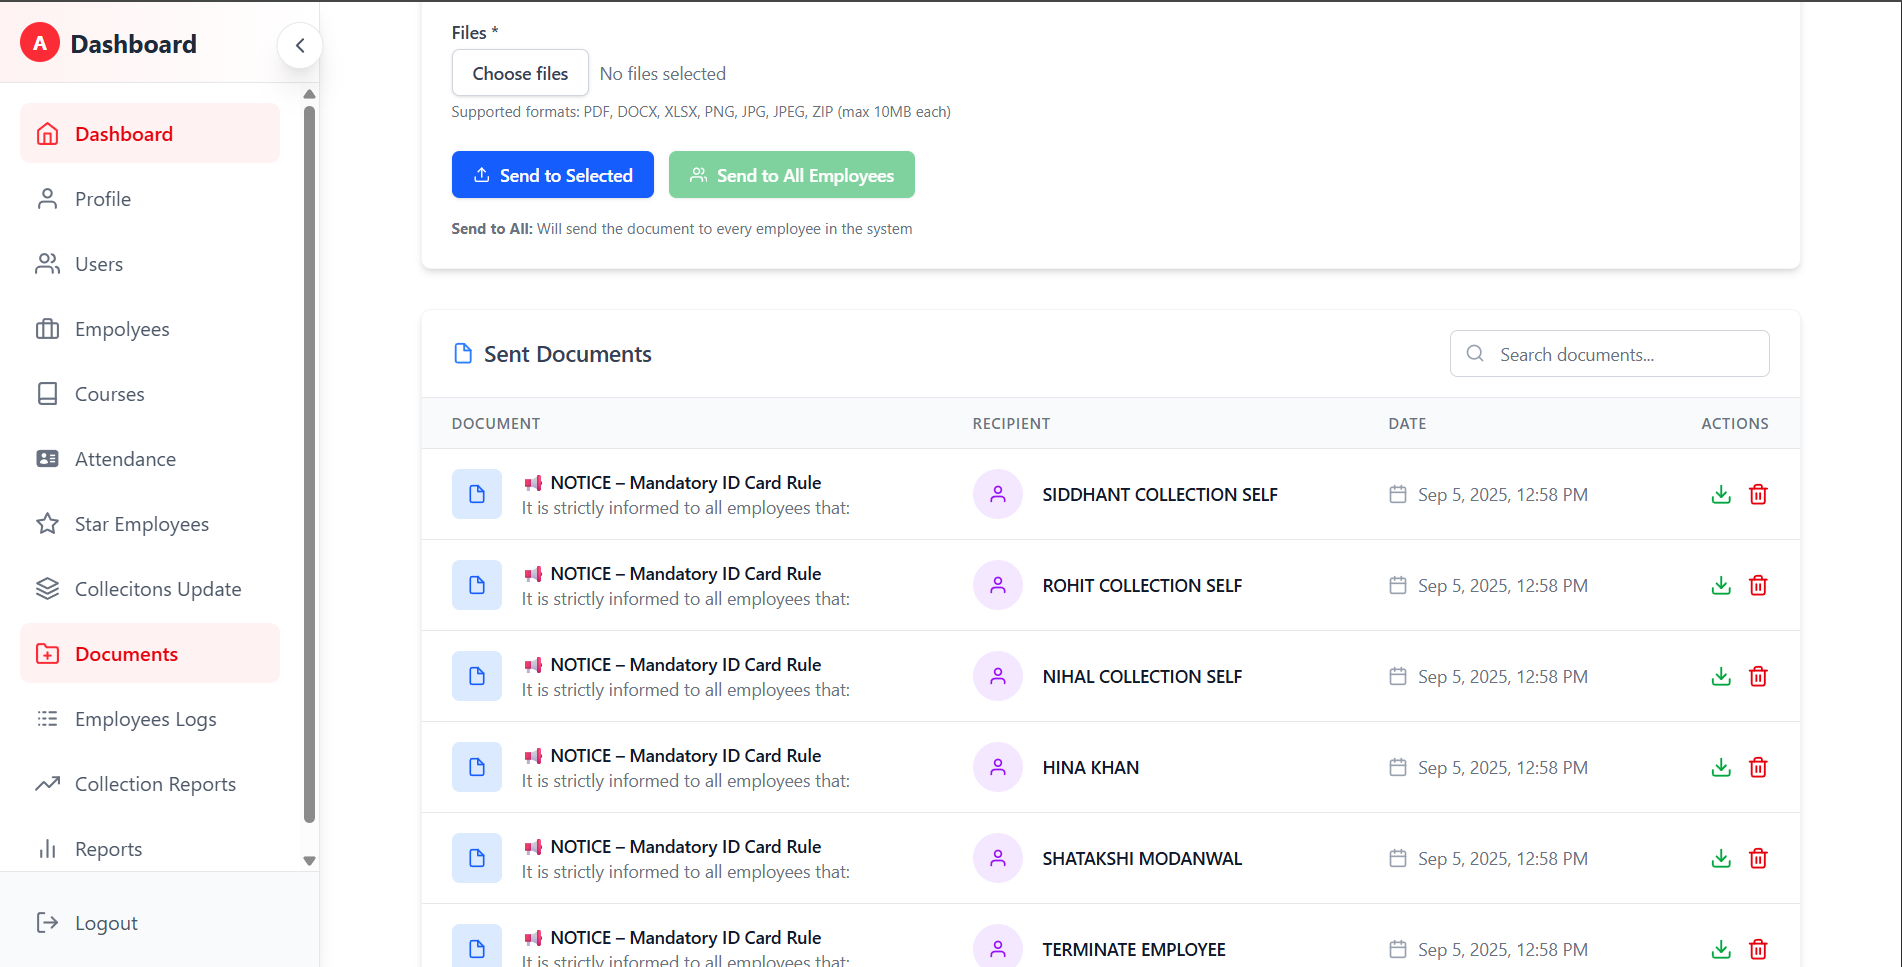 A Dashboard
Dashboard
Profile
Users
Empolyees
Courses
Attendance
Star Employees
Collecitons Update
Documents
Employees Logs
Collection Reports
Reports
Logout
Files *
Choose files No files selected
Supported formats: PDF, DOCX, XLSX, PNG, JPG, JPEG, ZIP (max 10MB each)
Send to Selected Send to All Employees
Send to All: Will send the document to every employee in the system
Sent Documents Search documents...
DOCUMENT RECIPIENT DATE ACTIONS
📢 NOTICE – Mandatory ID Card Rule
It is strictly informed to all employees that:
SIDDHANT COLLECTION SELF Sep 5, 2025, 12:58 PM
📢 NOTICE – Mandatory ID Card Rule
It is strictly informed to all employees that:
ROHIT COLLECTION SELF Sep 5, 2025, 12:58 PM
📢 NOTICE – Mandatory ID Card Rule
It is strictly informed to all employees that:
NIHAL COLLECTION SELF Sep 5, 2025, 12:58 PM
📢 NOTICE – Mandatory ID Card Rule
It is strictly informed to all employees that:
HINA KHAN Sep 5, 2025, 12:58 PM
📢 NOTICE – Mandatory ID Card Rule
It is strictly informed to all employees that:
SHATAKSHI MODANWAL Sep 5, 2025, 12:58 PM
📢 NOTICE – Mandatory ID Card Rule
It is strictly informed to all employees that:
TERMINATE EMPLOYEE Sep 5, 2025, 12:58 PM